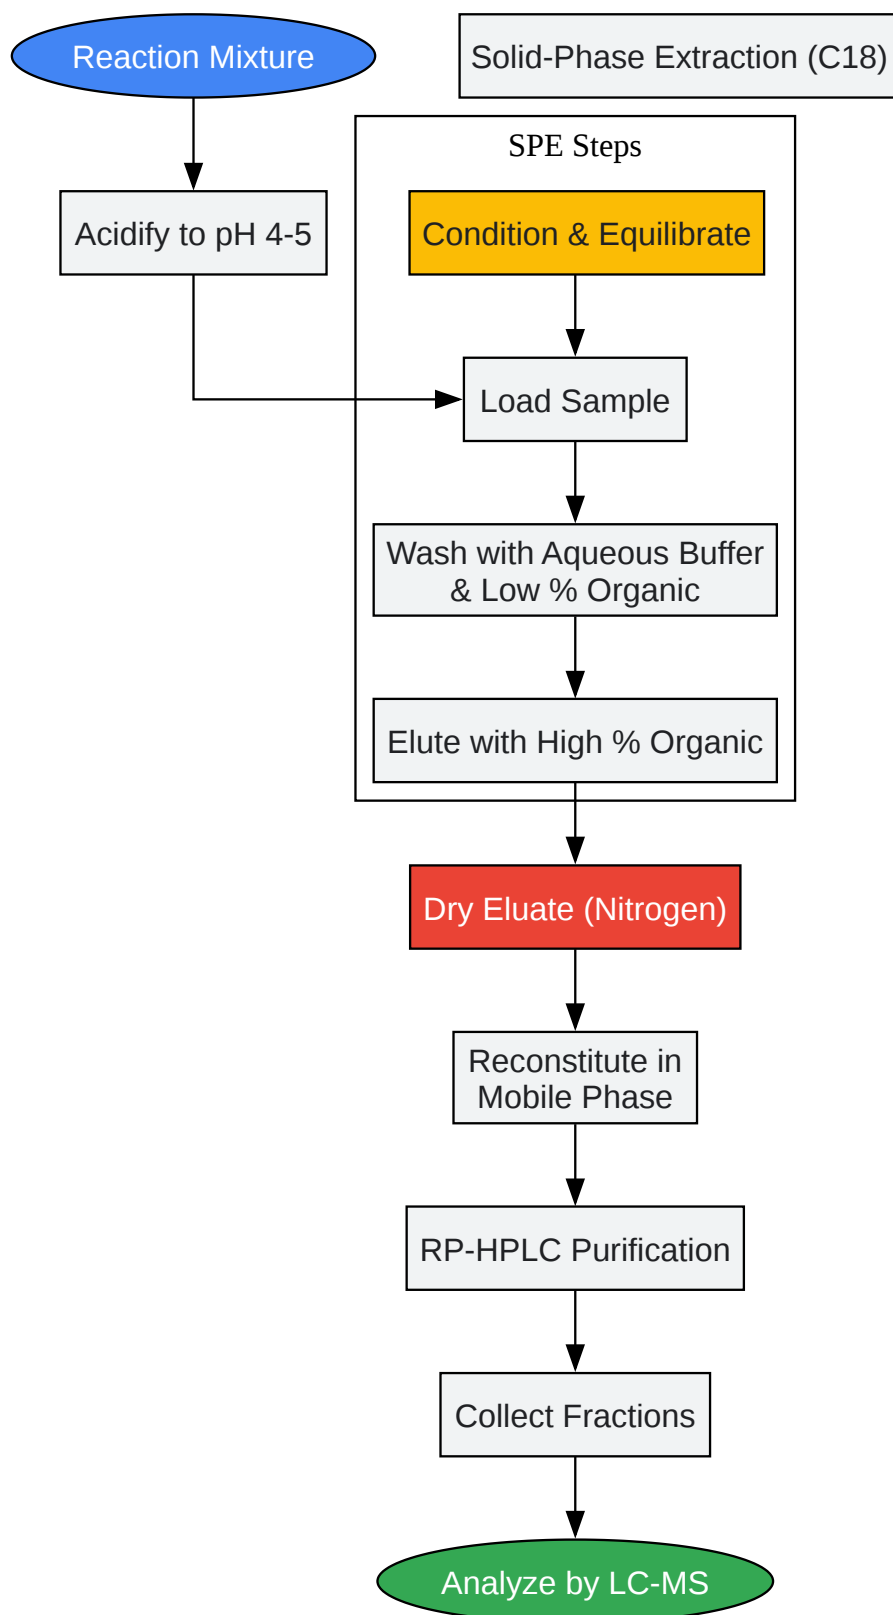 Reaction Mixture
Solid-Phase Extraction (C18)
SPE Steps
Acidify to pH 4-5
Condition & Equilibrate
Load Sample
Wash with Aqueous Buffer
& Low % Organic
Elute with High % Organic
Dry Eluate (Nitrogen)
Reconstitute in
Mobile Phase
RP-HPLC Purification
Collect Fractions
Analyze by LC-MS